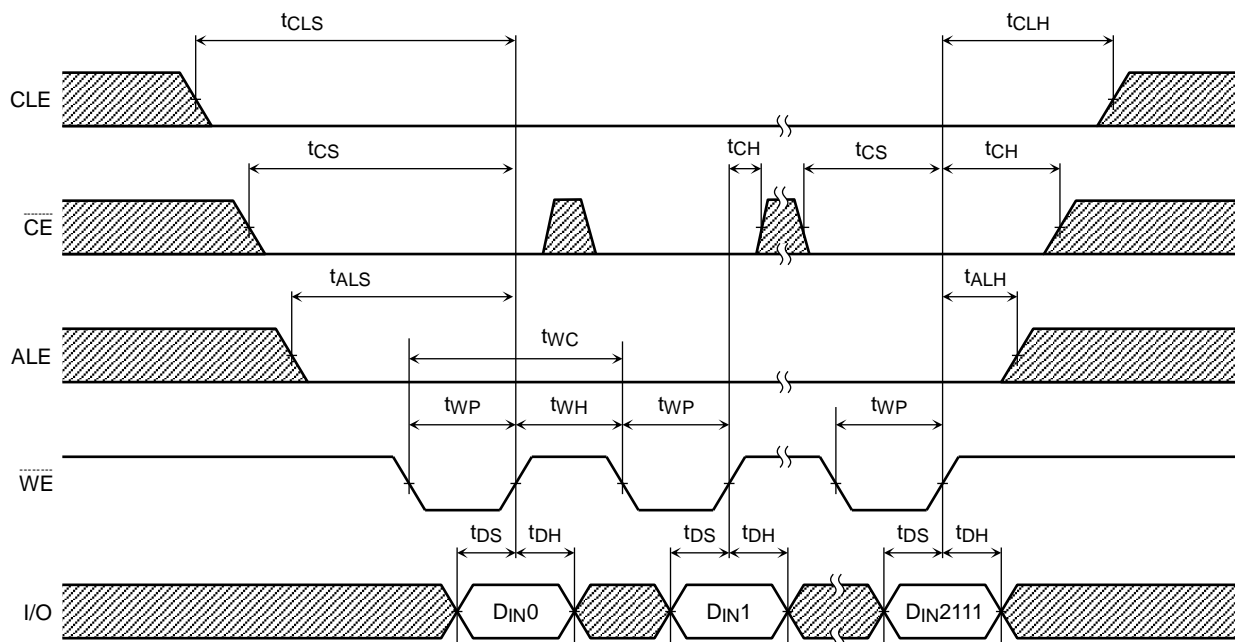 tCLS tCLH
CLE
tCS tCH tCS tCH
CE
tALS tALH
ALE
tWC
tWP tWH tWP tWP
WE
tDS tDH tDS tDH tDS tDH
I/O DIN0 DIN1 DIN2111